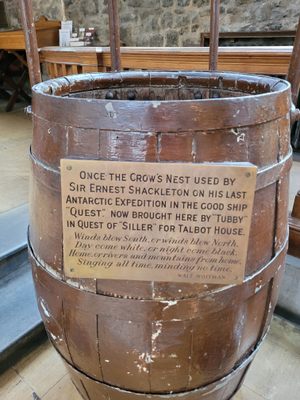 ONCE THE CROW'S NEST USED BY
SIR ERNEST SHACKLETON ON HIS LAST
ANTARCTIC EXPEDITION IN THE GOOD SHIP
"QUEST." NOW BROUGHT HERE BY "TUBBY"
IN QUEST OF "SILLER" FOR TALBOT HOUSE.
Winds blow South, or winds blow North,
Day come white, or night come black,
Home, or rivers and mountains from home,
Singing all time, minding no time.
WALT WHITMAN